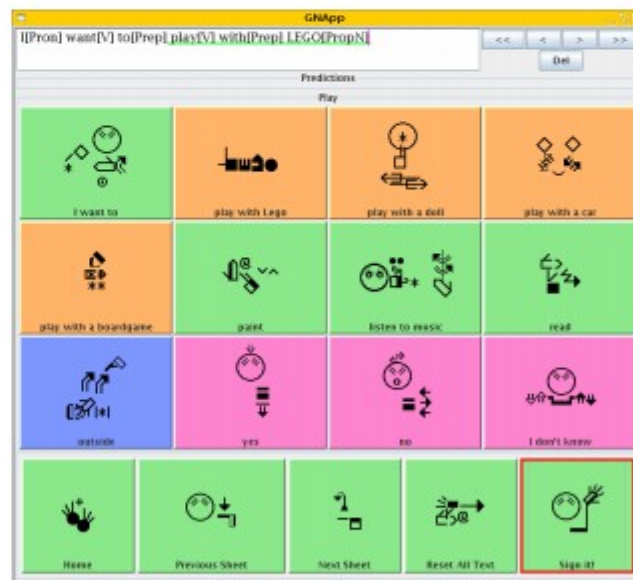 GNApp
I[Pron] want[V] to[Prep] play[V] with[Prep] LEGO[PropN]
<< < > >>
Del
Predictions
Play
I want to play with Lego play with a doll play with a car
play with a boardgame paint listen to music read
outside yes no I don't know
Home Previous Sheet Next Sheet Reset All Text Sign it!